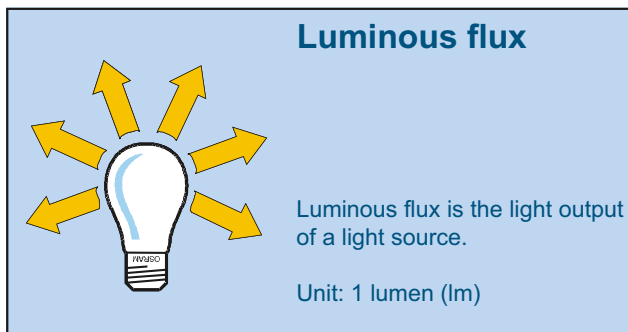 Luminous flux
Luminous flux is the light output
of a light source.
Unit: 1 lumen (lm)
OSRAM